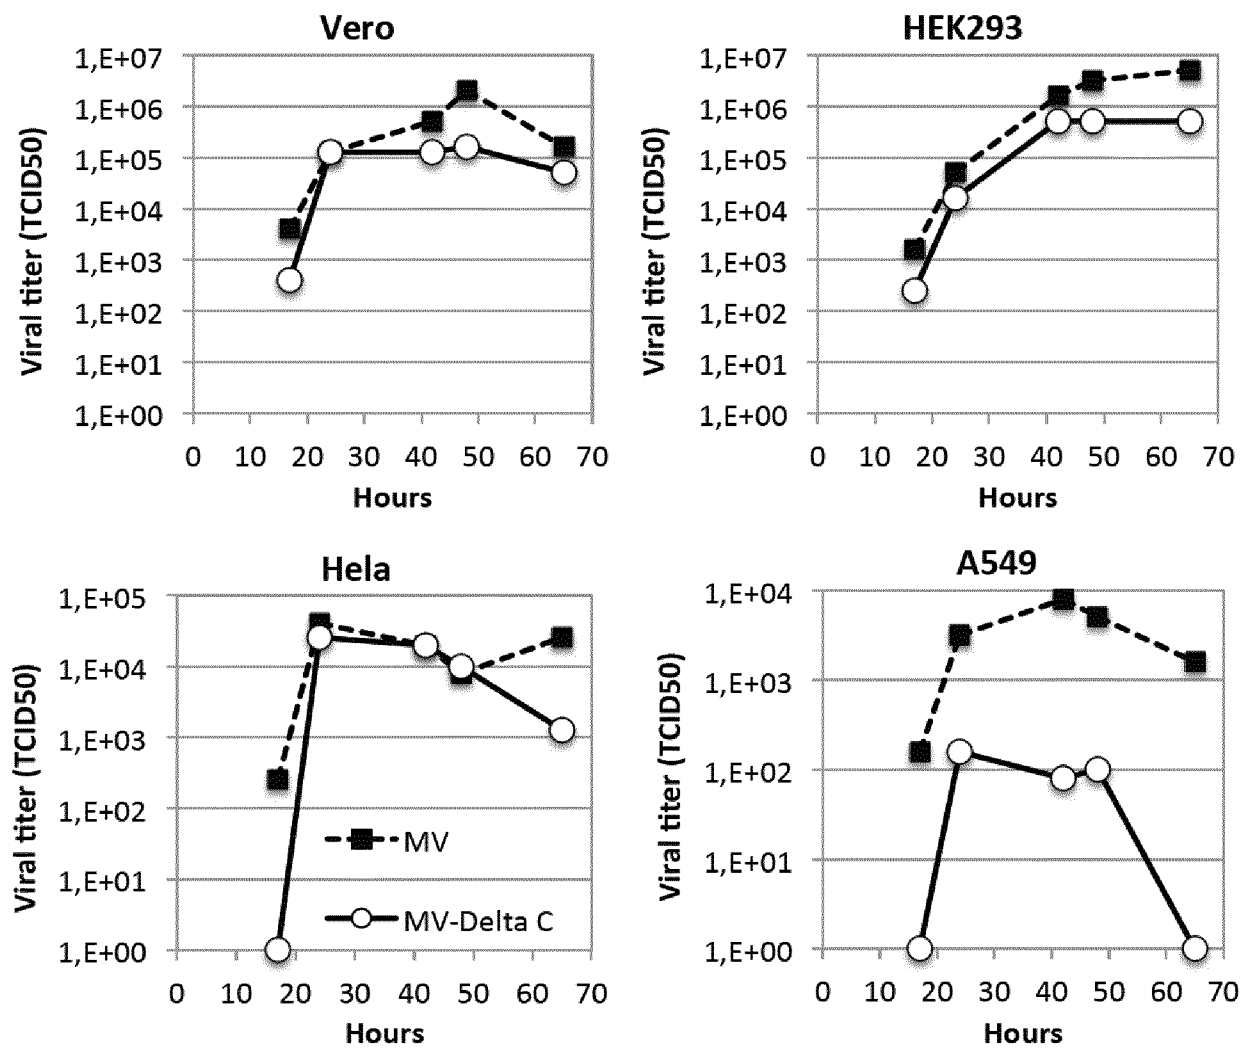 Vero
Viral titer (TCID50)
1,E+07
1,E+06
1,E+05
1,E+04
1,E+03
1,E+02
1,E+01
1,E+00
0 10 20 30 40 50 60 70
Hours
HEK293
Viral titer (TCID50)
1,E+07
1,E+06
1,E+05
1,E+04
1,E+03
1,E+02
1,E+01
1,E+00
0 10 20 30 40 50 60 70
Hours
Hela
Viral titer (TCID50)
1,E+05
1,E+04
1,E+03
1,E+02
1,E+01
1,E+00
MV
MV-Delta C
0 10 20 30 40 50 60 70
Hours
A549
Viral titer (TCID50)
1,E+04
1,E+03
1,E+02
1,E+01
1,E+00
0 10 20 30 40 50 60 70
Hours